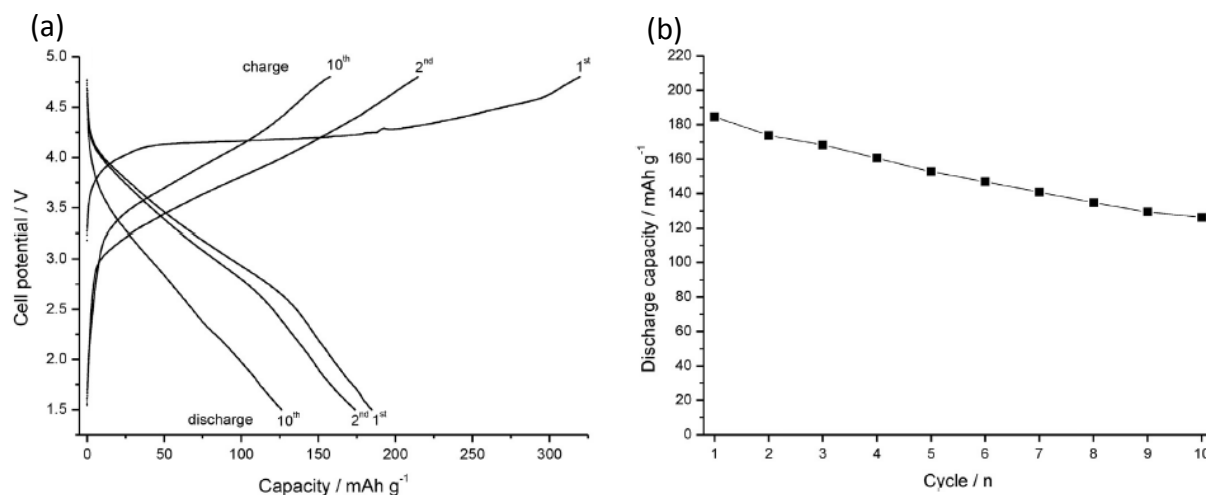 (a)
5.0
4.5
4.0
3.5
3.0
2.5
2.0
1.5
Cell potential / V
charge
10th
2nd
1st
discharge
10th
2nd
1st
0
25
50
100
150
200
250
300
Capacity / mAh g-1
(b)
220
200
180
160
140
120
100
80
60
40
20
0
Discharge capacity / mAh g-1
1
2
3
4
5
6
7
8
9
10
Cycle / n